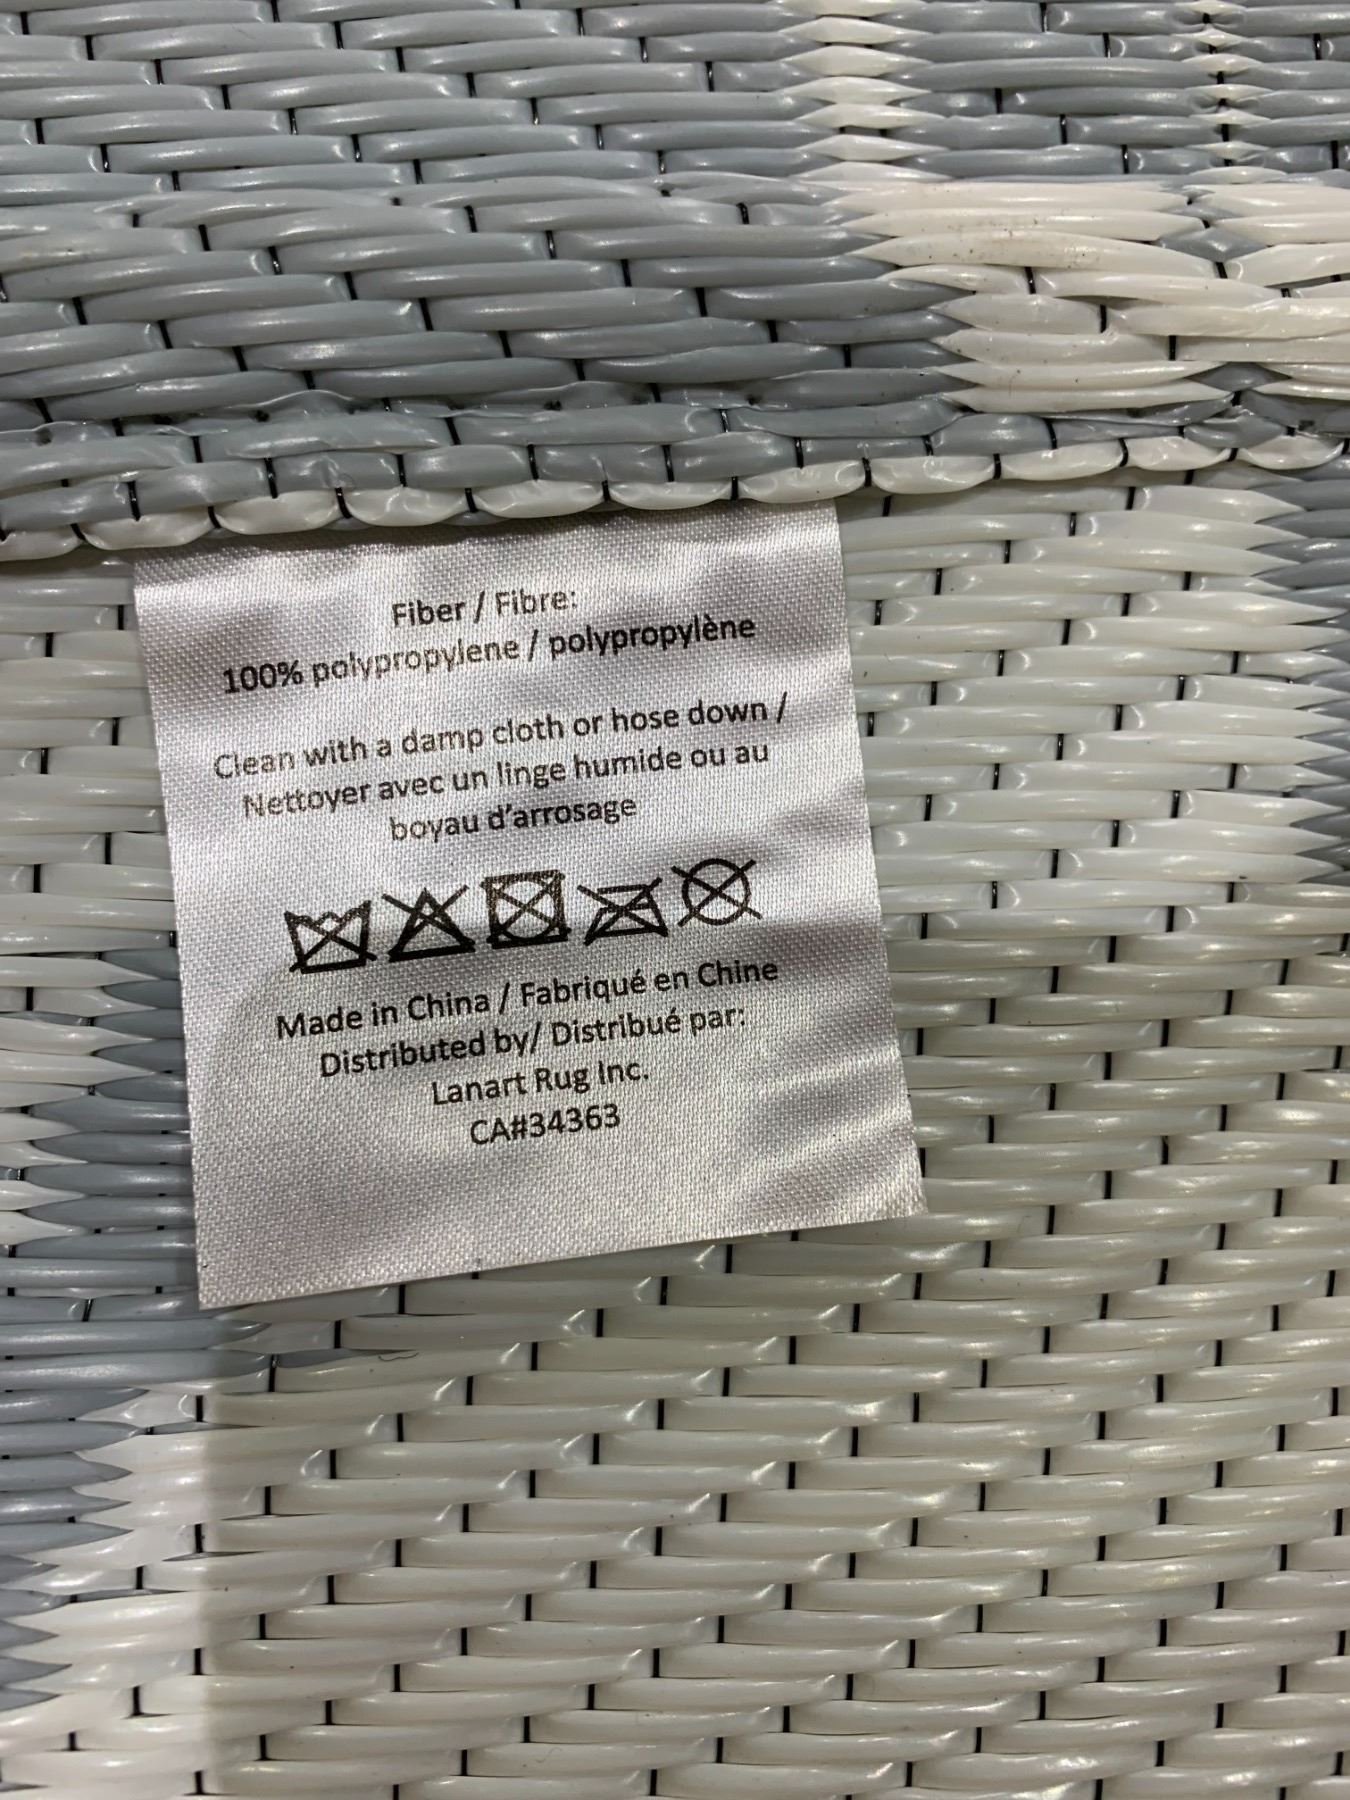 Fiber / Fibre:
100% polypropylene / polypropylène
Clean with a damp cloth or hose down /
Nettoyer avec un linge humide ou au
boyau d'arrosage
Made in China / Fabriqué en Chine
Distributed by/ Distribué par:
Lanart Rug Inc.
CA#34363